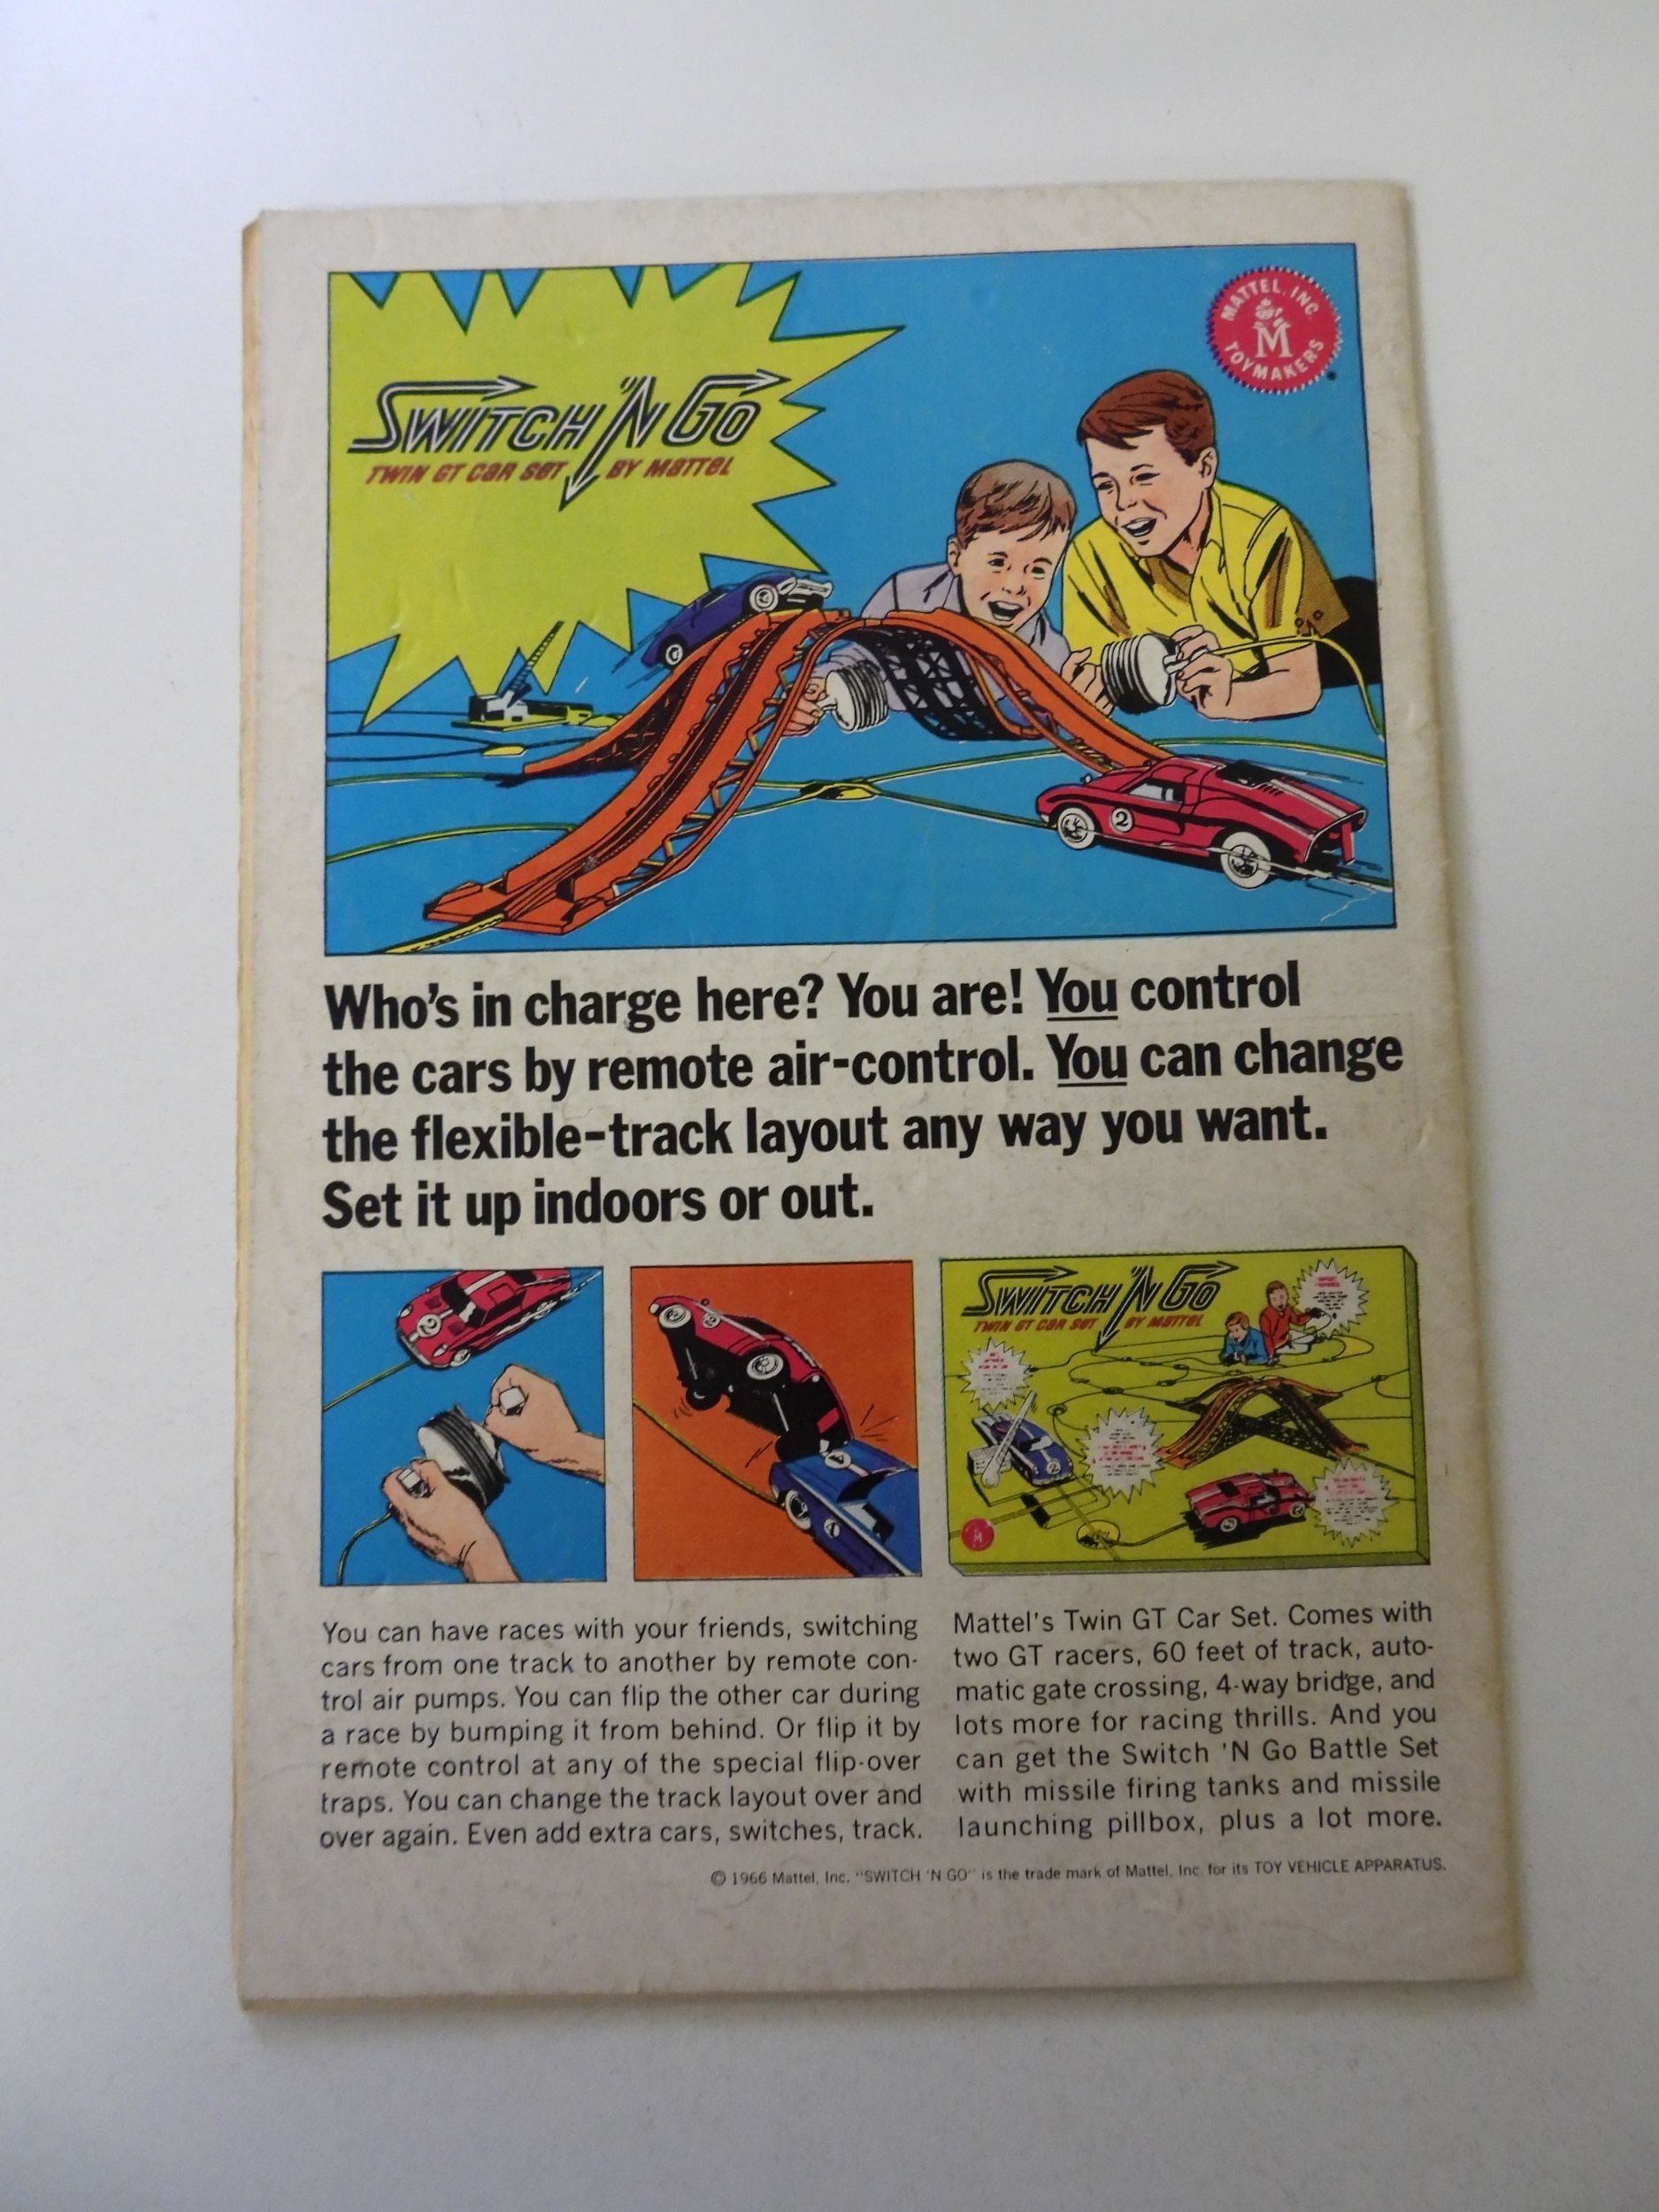 MATTEL, INC.
M
TOYMAKERS
SWITCH 'N GO
TWIN GT CAR SET BY MATTEL
2
Who's in charge here? You are! You control
the cars by remote air-control. You can change
the flexible-track layout any way you want.
Set it up indoors or out.
2
SWITCH 'N GO
TWIN GT CAR SET BY MATTEL
2
M
You can have races with your friends, switching
cars from one track to another by remote con-
trol air pumps. You can flip the other car during
a race by bumping it from behind. Or flip it by
remote control at any of the special flip-over
traps. You can change the track layout over and
over again. Even add extra cars, switches, track.
Mattel's Twin GT Car Set. Comes with
two GT racers, 60 feet of track, auto-
matic gate crossing, 4-way bridge, and
lots more for racing thrills. And you
can get the Switch 'N Go Battle Set
with missile firing tanks and missile
launching pillbox, plus a lot more.
© 1966 Mattel, Inc. "SWITCH 'N GO" is the trade mark of Mattel, Inc. for its TOY VEHICLE APPARATUS.